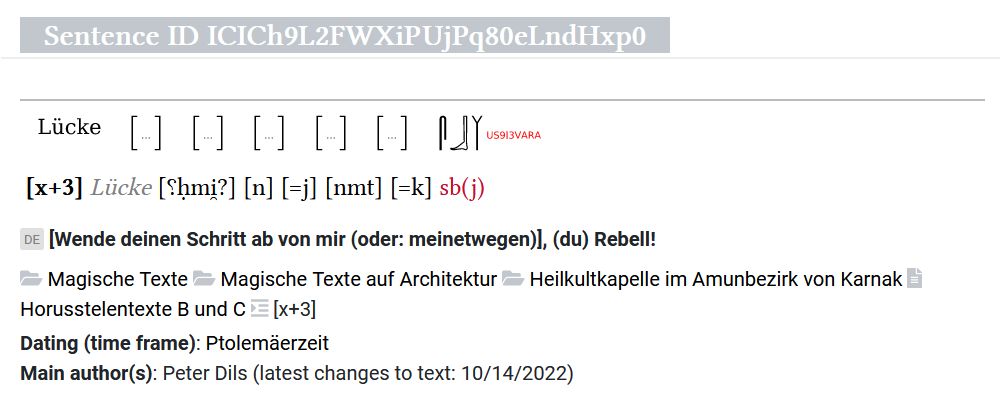 Sentence ID ICICh9L2FWXiPUjPq80eLndHxp0
Lücke [...] [...] [...] [...] [...] 𓋴𓃀𓇼 US9I3VARA
[x+3] Lücke [⸮ḥmi̯?] [n] [=j] [nmt] [=k] sb(j)
DE [Wende deinen Schritt ab von mir (oder: meinetwegen)], (du) Rebell!
Magische Texte Magische Texte auf Architektur Heilkultkapelle im Amunbezirk von Karnak
Horusstelentexte B und C [x+3]
Dating (time frame): Ptolemäerzeit
Main author(s): Peter Dils (latest changes to text: 10/14/2022)